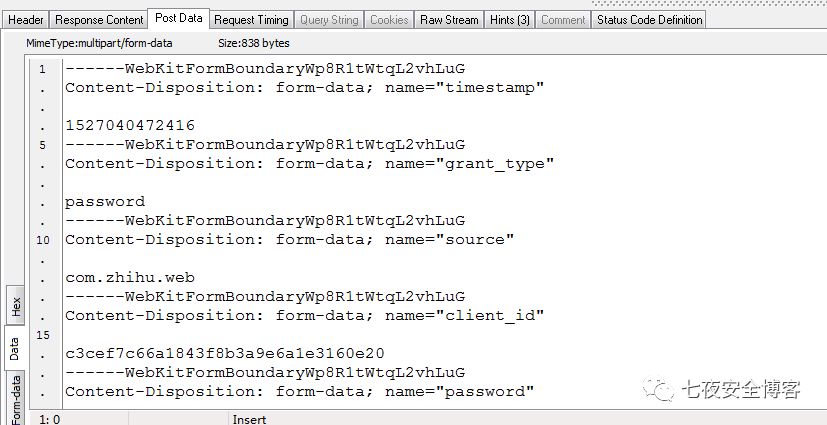 Header Response Content Post Data Request Timing Query String Cookies Raw Stream Hints (3) Comment Status Code Definition
MimeType:multipart/form-data Size:838 bytes
1 ------WebKitFormBoundaryWp8R1tWtqL2vhLuG
. Content-Disposition: form-data; name="timestamp"
.
. 1527040472416
5 ------WebKitFormBoundaryWp8R1tWtqL2vhLuG
. Content-Disposition: form-data; name="grant_type"
.
. password
. ------WebKitFormBoundaryWp8R1tWtqL2vhLuG
10 Content-Disposition: form-data; name="source"
.
. com.zhihu.web
. ------WebKitFormBoundaryWp8R1tWtqL2vhLuG
. Content-Disposition: form-data; name="client_id"
15
. c3cef7c66a1843f8b3a9e6a1e3160e20
. ------WebKitFormBoundaryWp8R1tWtqL2vhLuG
. Content-Disposition: form-data; name="password"
Hex
Data
Form-data
七夜安全博客
1: 0 Insert